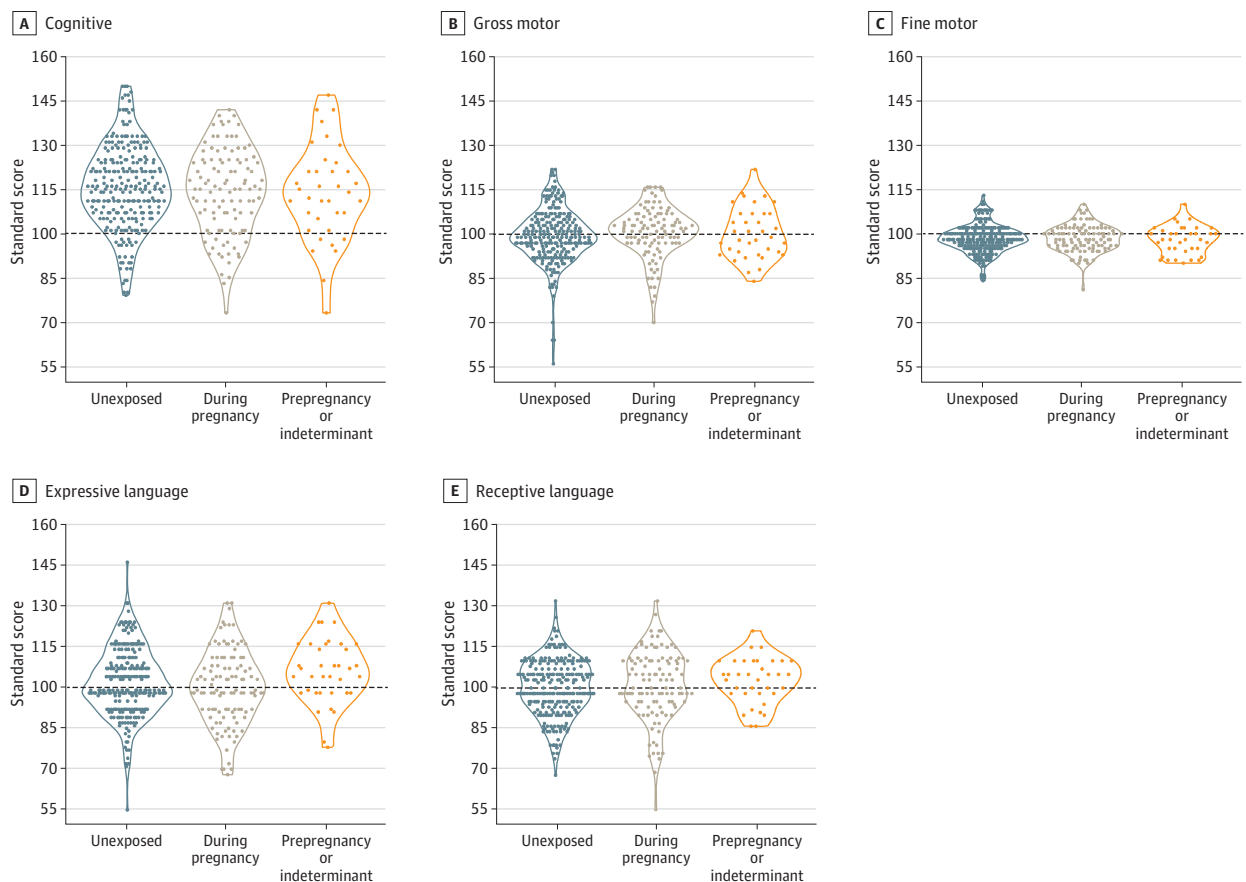 A Cognitive
Standard score
160
145
130
115
100
85
70
55
Unexposed
During
pregnancy
Prepregnancy
or
indeterminant
B Gross motor
Standard score
160
145
130
115
100
85
70
55
Unexposed
During
pregnancy
Prepregnancy
or
indeterminant
C Fine motor
Standard score
160
145
130
115
100
85
70
55
Unexposed
During
pregnancy
Prepregnancy
or
indeterminant
D Expressive language
Standard score
160
145
130
115
100
85
70
55
Unexposed
During
pregnancy
Prepregnancy
or
indeterminant
E Receptive language
Standard score
160
145
130
115
100
85
70
55
Unexposed
During
pregnancy
Prepregnancy
or
indeterminant